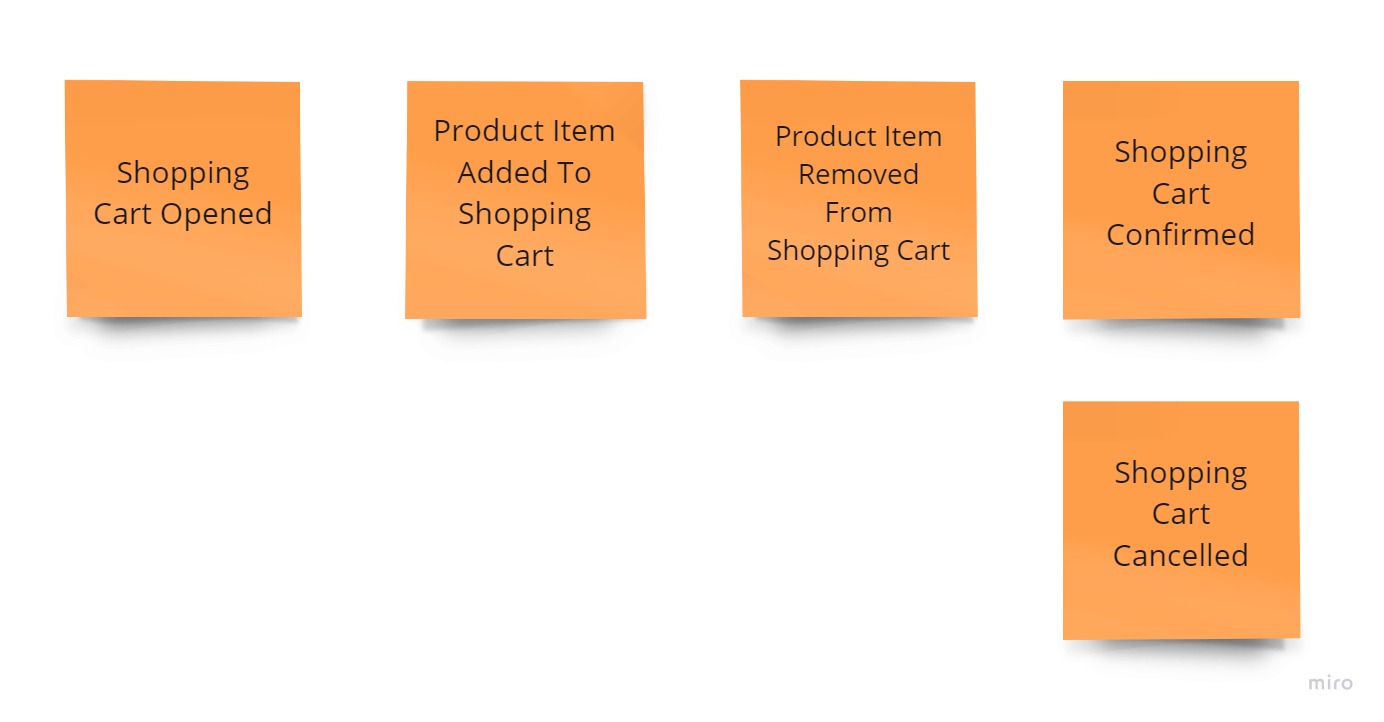 Shopping
Cart Opened
Product Item
Added To
Shopping
Cart
Product Item
Removed
From
Shopping Cart
Shopping
Cart
Confirmed
Shopping
Cart
Cancelled
miro